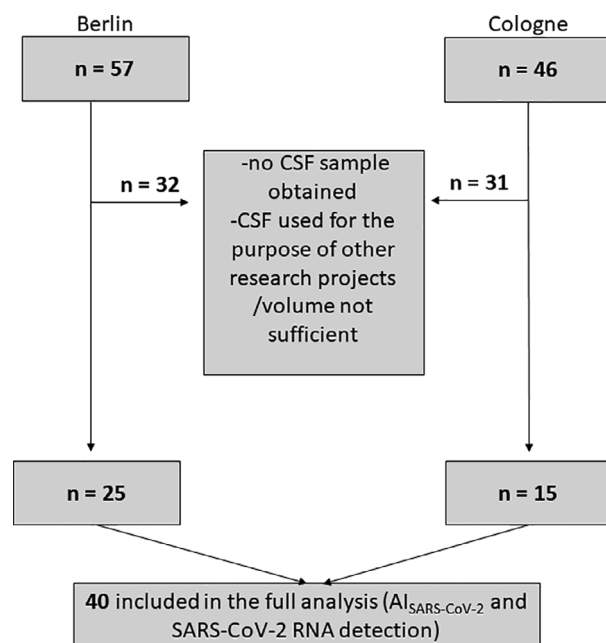 Berlin
Cologne
n = 57
n = 46
n = 32
n = 31
-no CSF sample
obtained
-CSF used for the
purpose of other
research projects
/volume not
sufficient
n = 25
n = 15
40 included in the full analysis (AISARS-CoV-2 and
SARS-CoV-2 RNA detection)